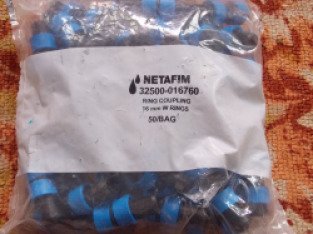 NETAFIM
32500-016760
RING COUPLING
16 mm W RINGS
50/BAG